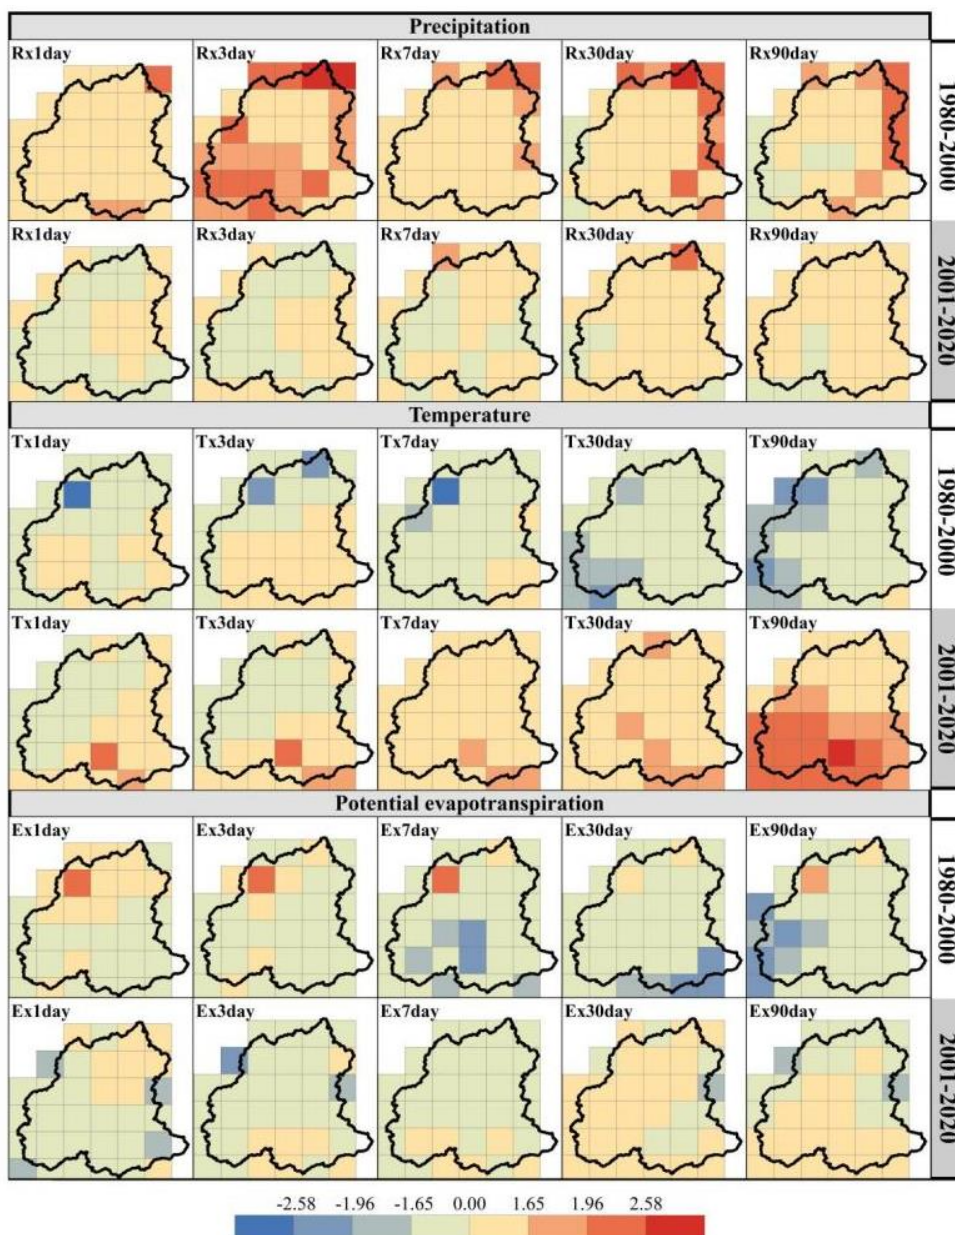 Precipitation
Rx1day Rx3day Rx7day Rx30day Rx90day
1980-2000
Rx1day Rx3day Rx7day Rx30day Rx90day
2001-2020
Temperature
Tx1day Tx3day Tx7day Tx30day Tx90day
1980-2000
Tx1day Tx3day Tx7day Tx30day Tx90day
2001-2020
Potential evapotranspiration
Ex1day Ex3day Ex7day Ex30day Ex90day
1980-2000
Ex1day Ex3day Ex7day Ex30day Ex90day
2001-2020
-2.58 -1.96 -1.65 0.00 1.65 1.96 2.58